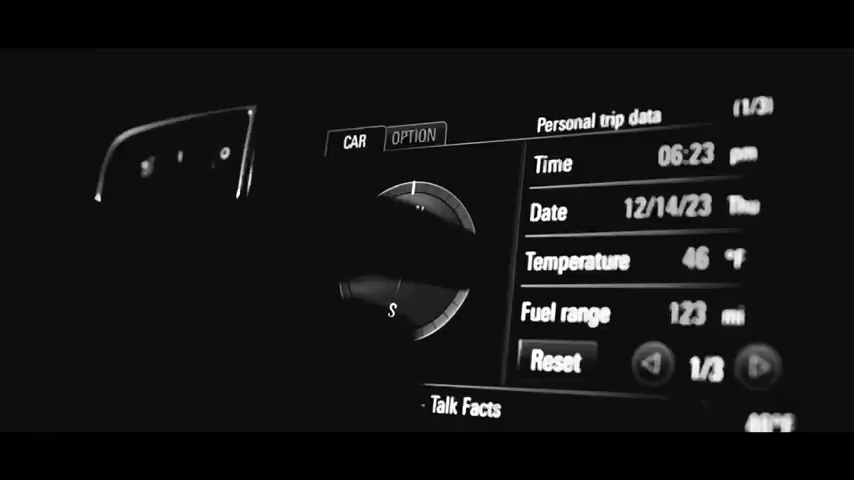 CAR OPTION
Personal trip data (1/3)
Time 06:23 pm
Date 12/14/23 Thu
Temperature 46 °F
Fuel range 123 mi
Reset 1/3
S
- Talk Facts